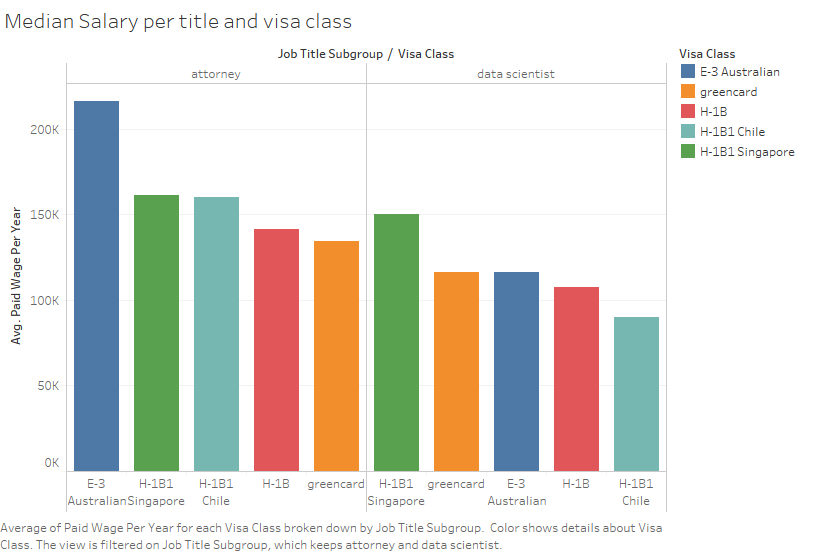 Median Salary per title and visa class
Job Title Subgroup / Visa Class
attorney
data scientist
Avg. Paid Wage Per Year
200K
150K
100K
50K
0K
E-3 Australian
H-1B1 Singapore
H-1B1 Chile
H-1B
greencard
H-1B1 Singapore
greencard
E-3 Australian
H-1B
H-1B1 Chile
Visa Class
E-3 Australian
greencard
H-1B
H-1B1 Chile
H-1B1 Singapore
Average of Paid Wage Per Year for each Visa Class broken down by Job Title Subgroup. Color shows details about Visa
Class. The view is filtered on Job Title Subgroup, which keeps attorney and data scientist.